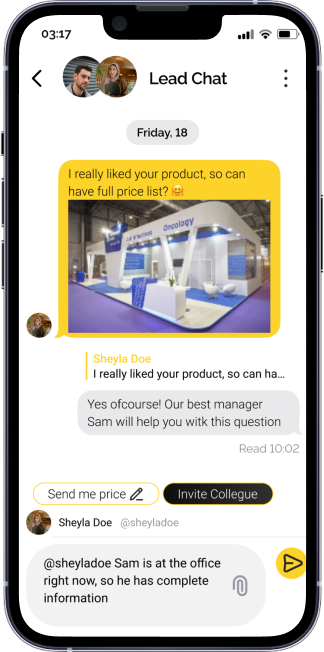 03:17
Lead Chat
Friday, 18
I really liked your product, so can
have full price list? 🤗
Oncology
Sheyla Doe
I really liked your product, so can ha...
Yes ofcourse! Our best manager
Sam will help you witk this question
Read 10:02
Send me price
Invite Collegue
Sheyla Doe @sheyladoe
@sheyladoe Sam is at the office
right now, so he has complete
information